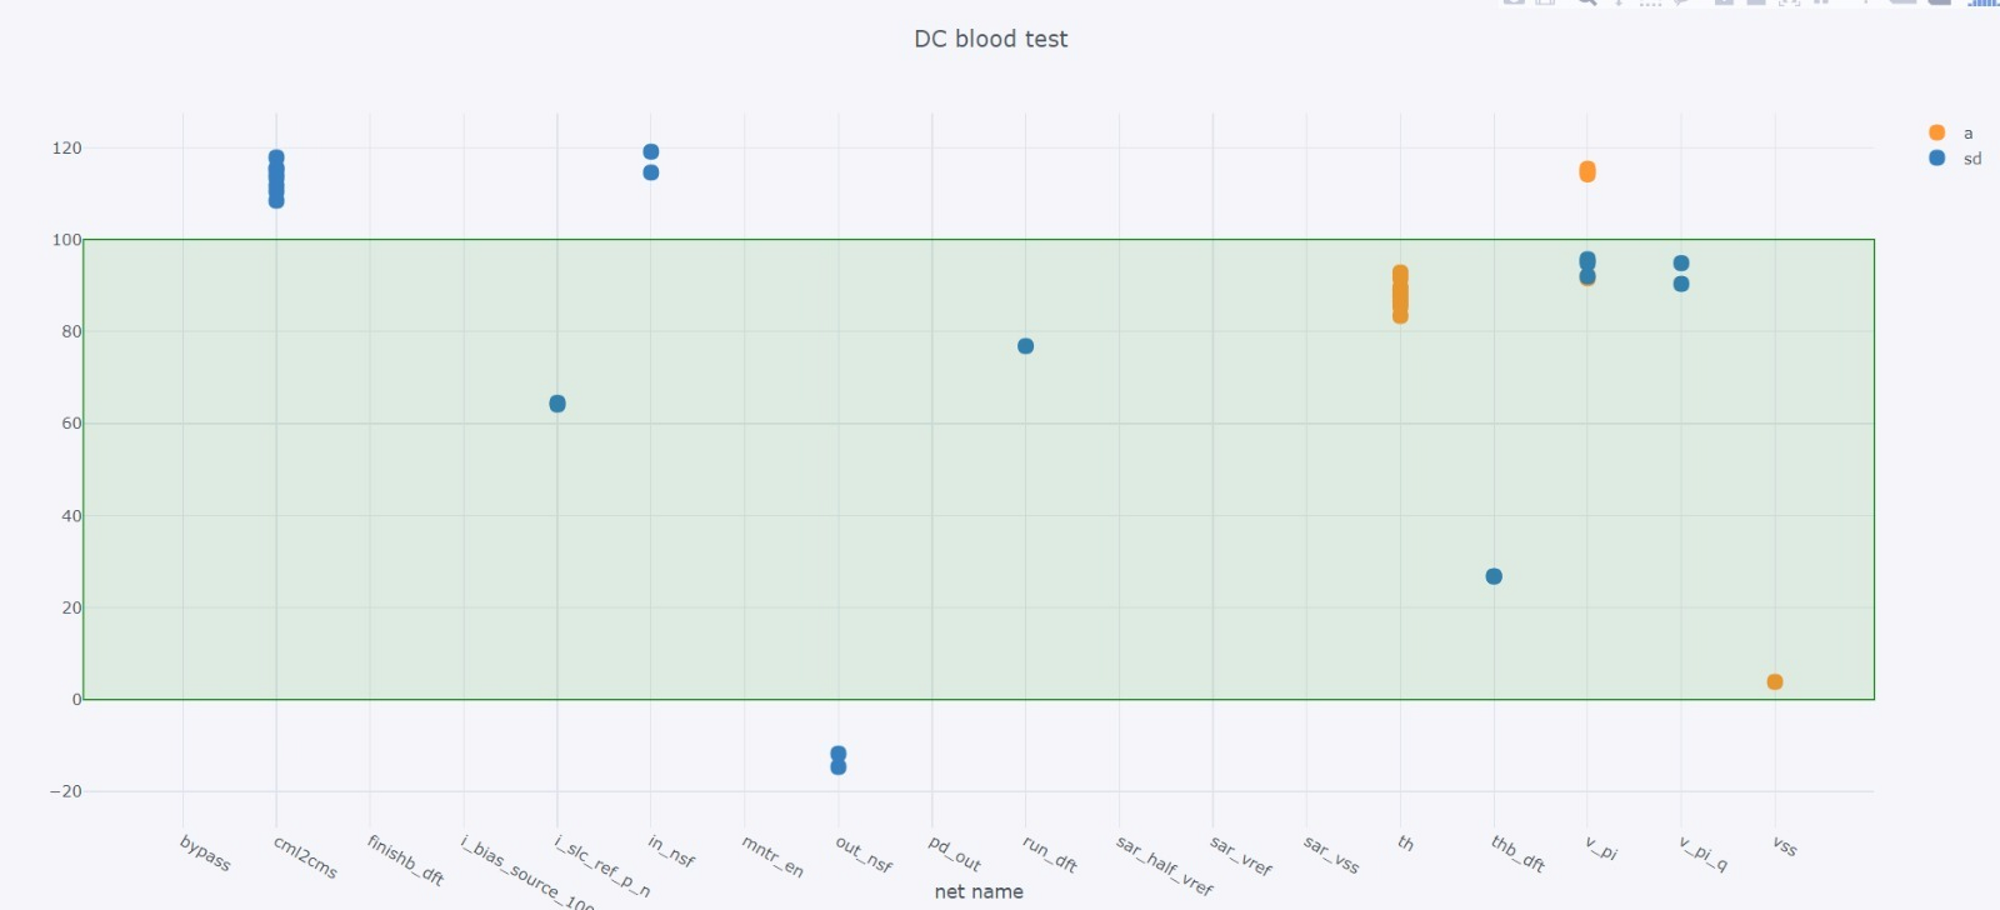 DC blood test
120
100
80
60
40
20
0
−20
a
sd
bypass
cml2cms
finishb_dft
i_bias_source_100
i_slc_ref_p_n
in_nsf
mntr_en
out_nsf
pd_out
run_dft
sar_half_vref
sar_vref
sar_vss
th
thb_dft
v_pi
v_pi_q
vss
net name